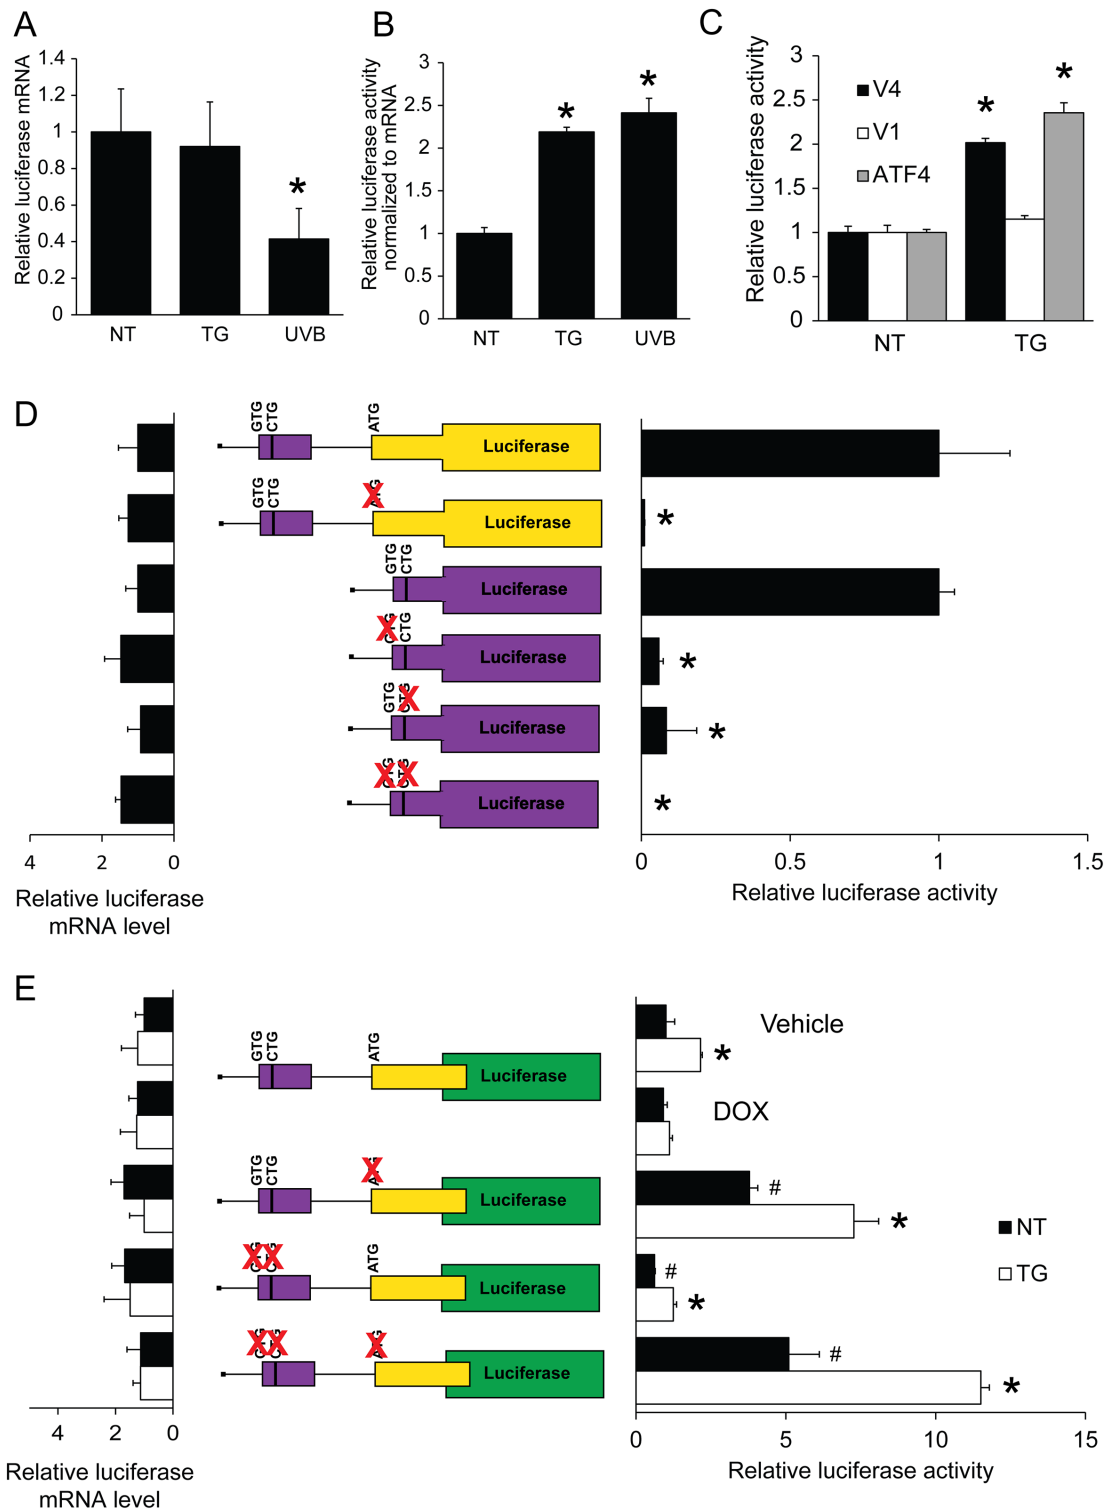 A
Relative luciferase mRNA
1.4
1.2
1
0.8
0.6
0.4
0.2
0
*
NT
TG
UVB
B
Relative luciferase activity
normalized to mRNA
3
2.5
2
1.5
1
0.5
0
*
*
NT
TG
UVB
C
Relative luciferase activity
3
2.5
2
1.5
1
0.5
0
V4
V1
ATF4
*
*
NT
TG
D
GTG
CTG
ATG
Luciferase
GTG
CTG
X
Luciferase
*
GTG
CTG
Luciferase
X
CTG
Luciferase
*
GTG
X
Luciferase
*
X
X
Luciferase
*
4
2
0
Relative luciferase
mRNA level
0
0.5
1
1.5
Relative luciferase activity
E
GTG
CTG
ATG
Luciferase
Vehicle
*
DOX
GTG
CTG
X
Luciferase
#
*
NT
TG
X
X
ATG
Luciferase
#
*
X
X
X
Luciferase
#
*
4
2
0
Relative luciferase
mRNA level
0
5
10
15
Relative luciferase activity